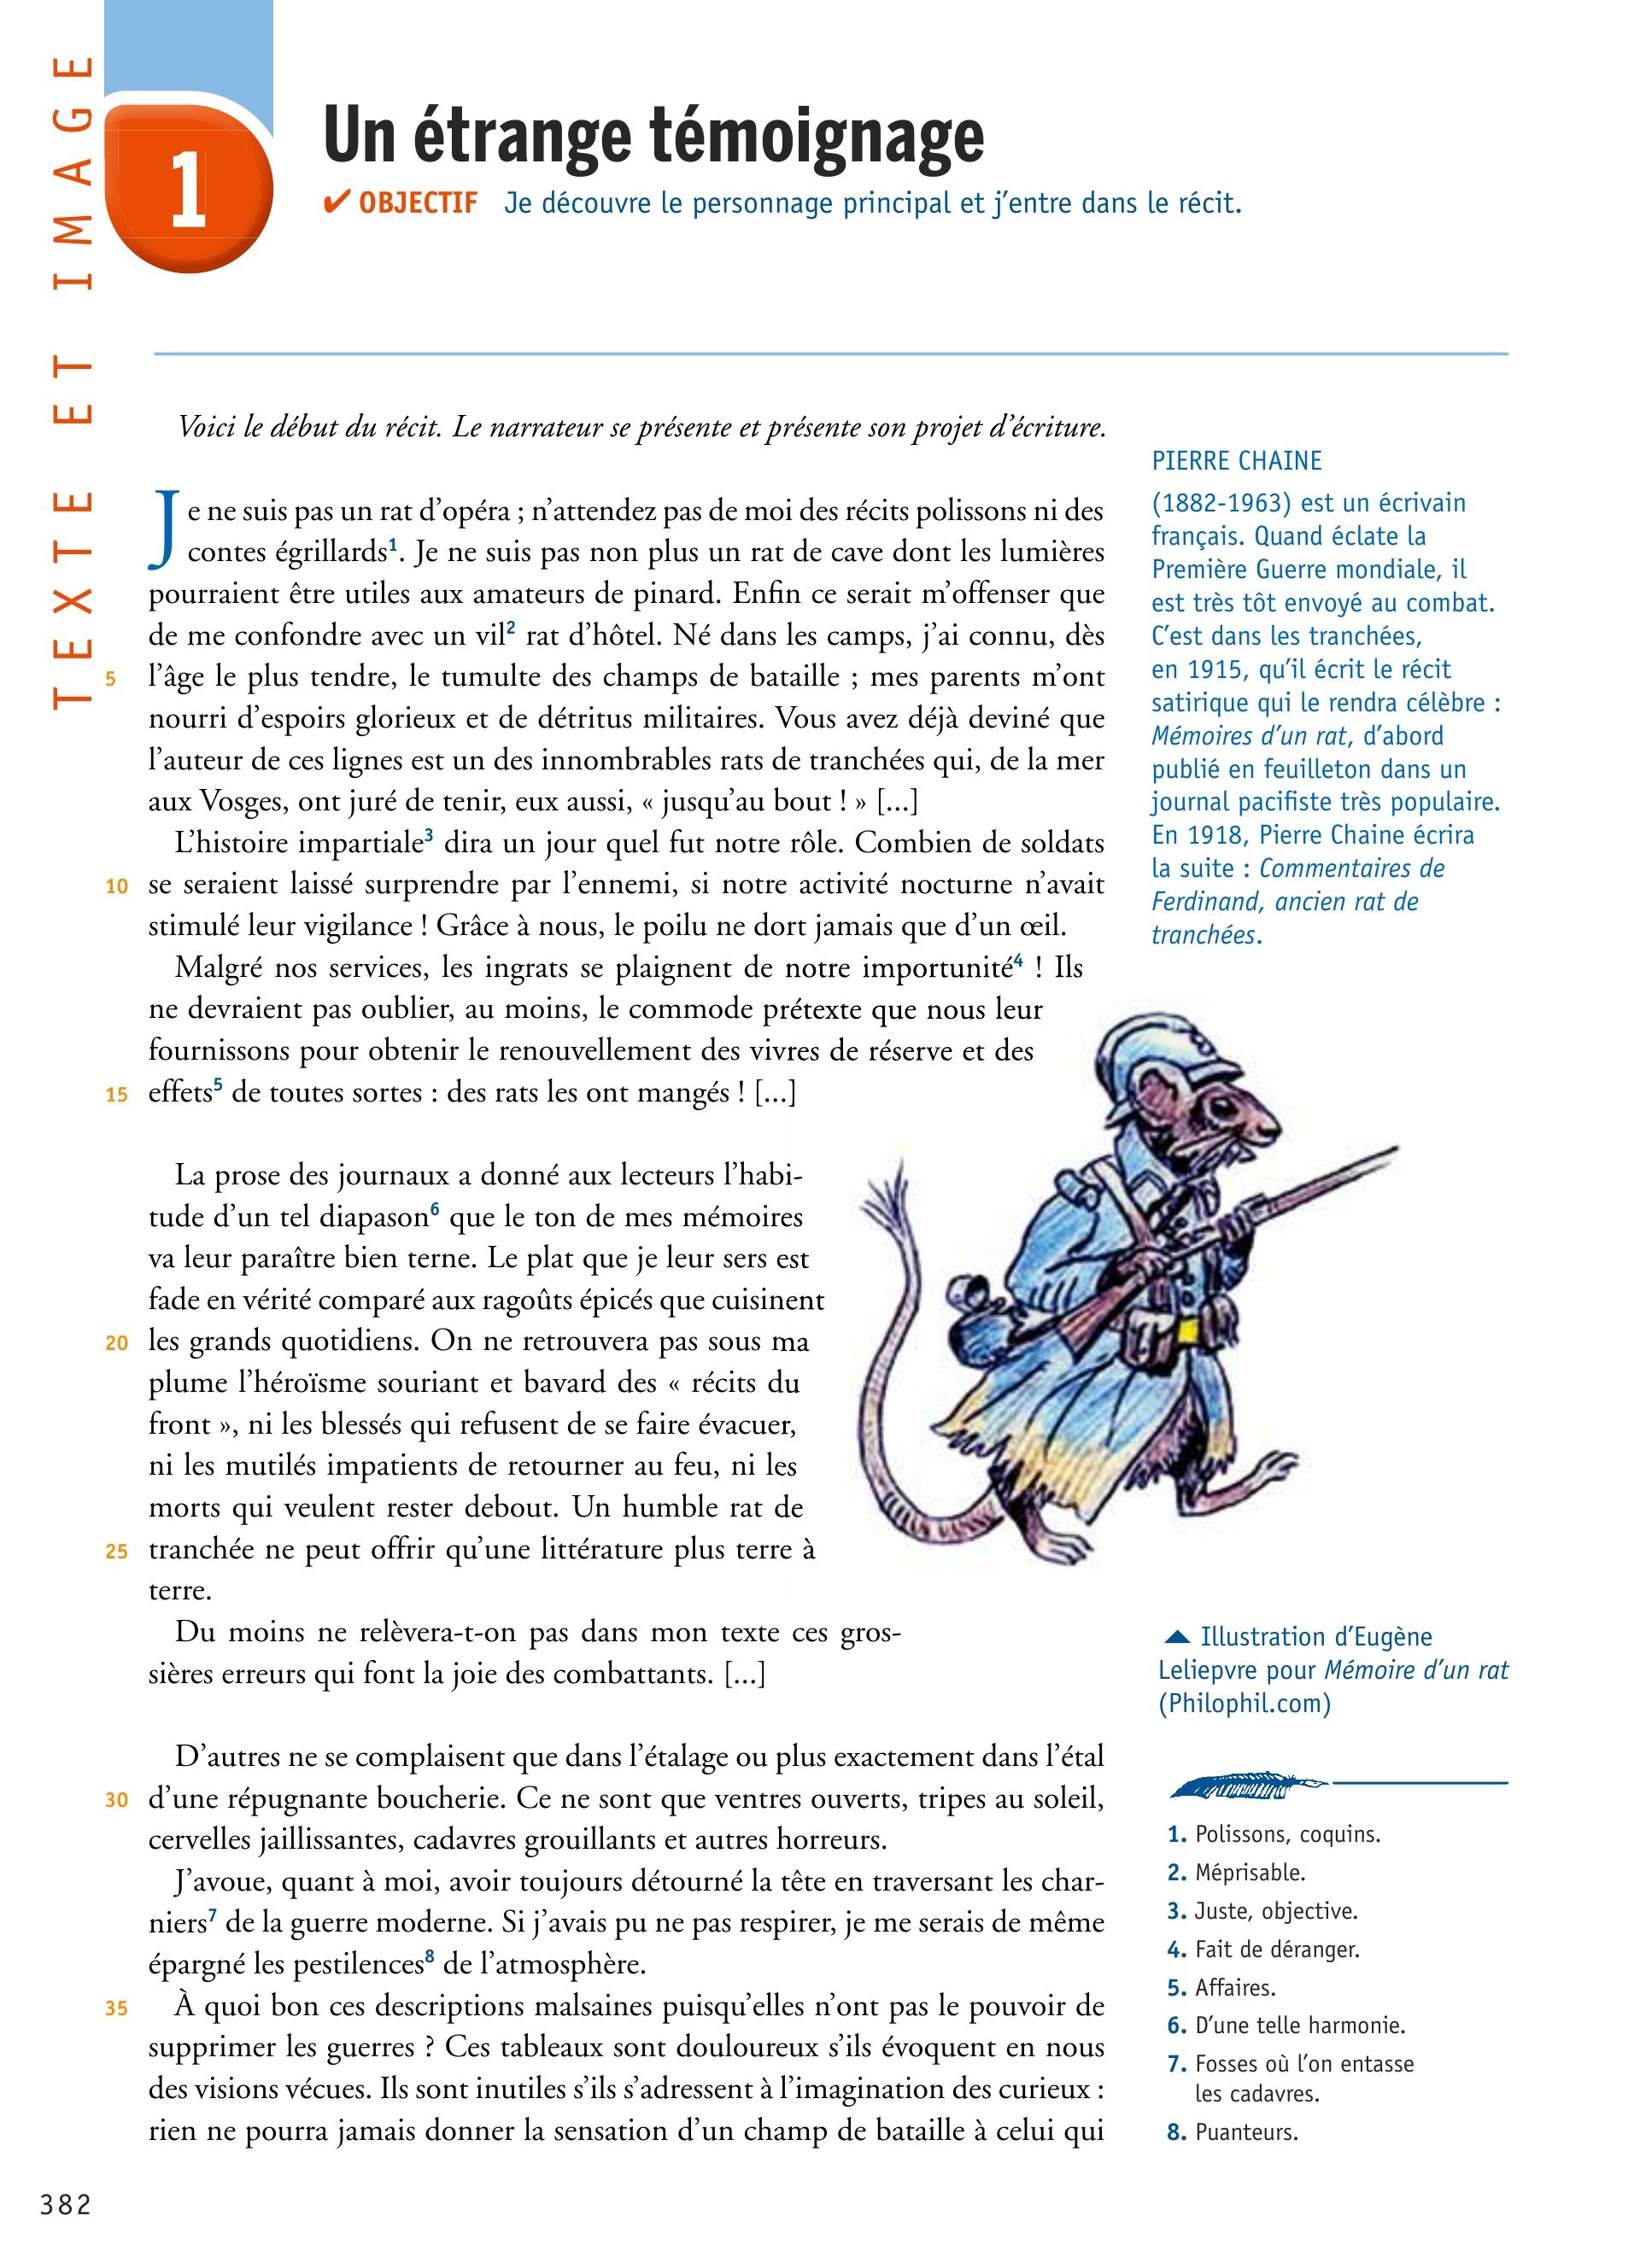 TEXTE ET IMAGE
1
Un étrange témoignage
✔ OBJECTIF Je découvre le personnage principal et j’entre dans le récit.
Voici le début du récit. Le narrateur se présente et présente son projet d’écriture.
Je ne suis pas un rat d’opéra ; n’attendez pas de moi des récits polissons ni des
contes égrillards1. Je ne suis pas non plus un rat de cave dont les lumières
pourraient être utiles aux amateurs de pinard. Enfin ce serait m’offenser que
de me confondre avec un vil2 rat d’hôtel. Né dans les camps, j’ai connu, dès
5 l’âge le plus tendre, le tumulte des champs de bataille ; mes parents m’ont
nourri d’espoirs glorieux et de détritus militaires. Vous avez déjà deviné que
l’auteur de ces lignes est un des innombrables rats de tranchées qui, de la mer
aux Vosges, ont juré de tenir, eux aussi, « jusqu’au bout ! » [...]
L’histoire impartiale3 dira un jour quel fut notre rôle. Combien de soldats
10 se seraient laissé surprendre par l’ennemi, si notre activité nocturne n’avait
stimulé leur vigilance ! Grâce à nous, le poilu ne dort jamais que d’un œil.
Malgré nos services, les ingrats se plaignent de notre importunité4 ! Ils
ne devraient pas oublier, au moins, le commode prétexte que nous leur
fournissons pour obtenir le renouvellement des vivres de réserve et des
15 effets5 de toutes sortes : des rats les ont mangés ! [...]
La prose des journaux a donné aux lecteurs l’habi-
tude d’un tel diapason6 que le ton de mes mémoires
va leur paraître bien terne. Le plat que je leur sers est
fade en vérité comparé aux ragoûts épicés que cuisinent
20 les grands quotidiens. On ne retrouvera pas sous ma
plume l’héroïsme souriant et bavard des « récits du
front », ni les blessés qui refusent de se faire évacuer,
ni les mutilés impatients de retourner au feu, ni les
morts qui veulent rester debout. Un humble rat de
25 tranchée ne peut offrir qu’une littérature plus terre à
terre.
Du moins ne relèvera-t-on pas dans mon texte ces gros-
sières erreurs qui font la joie des combattants. [...]
D’autres ne se complaisent que dans l’étalage ou plus exactement dans l’étal
30 d’une répugnante boucherie. Ce ne sont que ventres ouverts, tripes au soleil,
cervelles jaillissantes, cadavres grouillants et autres horreurs.
J’avoue, quant à moi, avoir toujours détourné la tête en traversant les char-
niers7 de la guerre moderne. Si j’avais pu ne pas respirer, je me serais de même
épargné les pestilences8 de l’atmosphère.
35 À quoi bon ces descriptions malsaines puisqu’elles n’ont pas le pouvoir de
supprimer les guerres ? Ces tableaux sont douloureux s’ils évoquent en nous
des visions vécues. Ils sont inutiles s’ils s’adressent à l’imagination des curieux :
rien ne pourra jamais donner la sensation d’un champ de bataille à celui qui
PIERRE CHAINE
(1882-1963) est un écrivain
français. Quand éclate la
Première Guerre mondiale, il
est très tôt envoyé au combat.
C’est dans les tranchées,
en 1915, qu’il écrit le récit
satirique qui le rendra célèbre :
Mémoires d’un rat, d’abord
publié en feuilleton dans un
journal pacifiste très populaire.
En 1918, Pierre Chaine écrira
la suite : Commentaires de
Ferdinand, ancien rat de
tranchées.
▲ Illustration d’Eugène
Leliepvre pour Mémoire d’un rat
(Philophil.com)
1. Polissons, coquins.
2. Méprisable.
3. Juste, objective.
4. Fait de déranger.
5. Affaires.
6. D’une telle harmonie.
7. Fosses où l’on entasse
les cadavres.
8. Puanteurs.
382